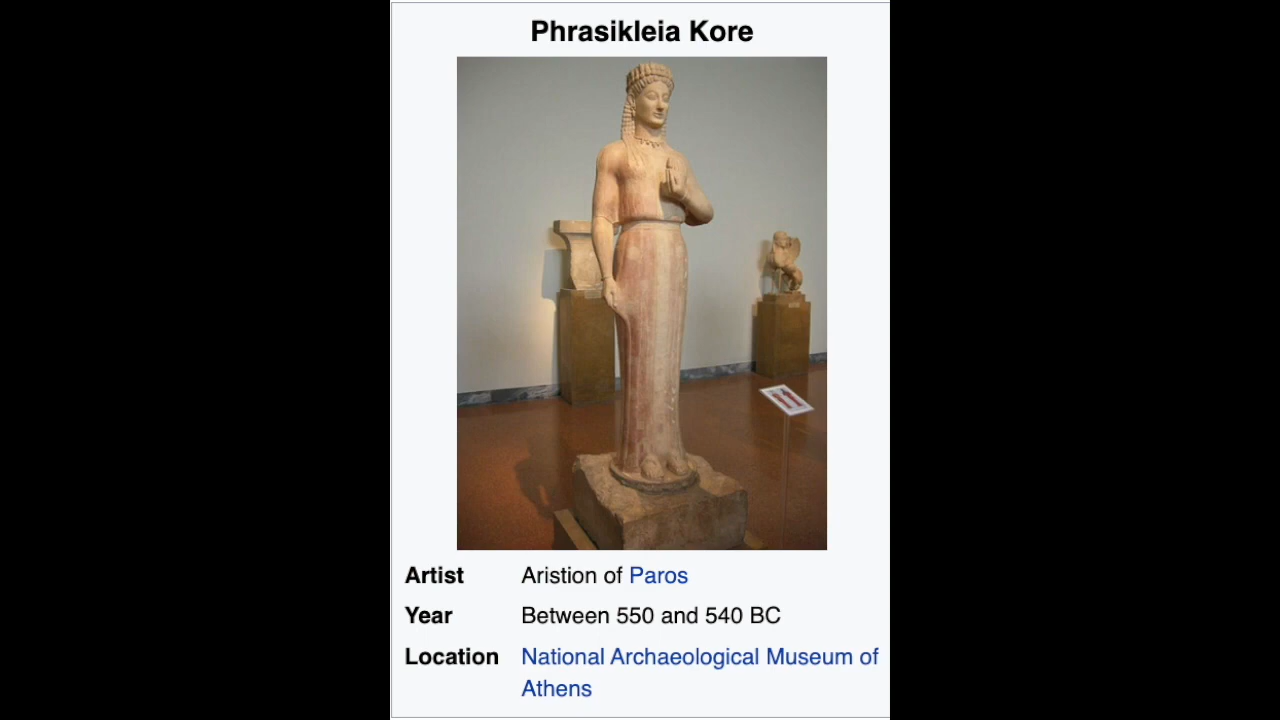 Phrasikleia Kore
Artist Aristion of Paros
Year Between 550 and 540 BC
Location National Archaeological Museum of
Athens